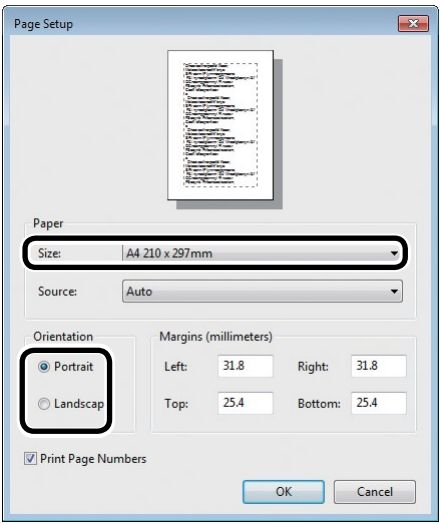 Page Setup
Paper
Size: A4 210 x 297mm
Source: Auto
Orientation
Margins (millimeters)
Portrait
Left: 31.8 Right: 31.8
Landscap
Top: 25.4 Bottom: 25.4
Print Page Numbers
OK Cancel